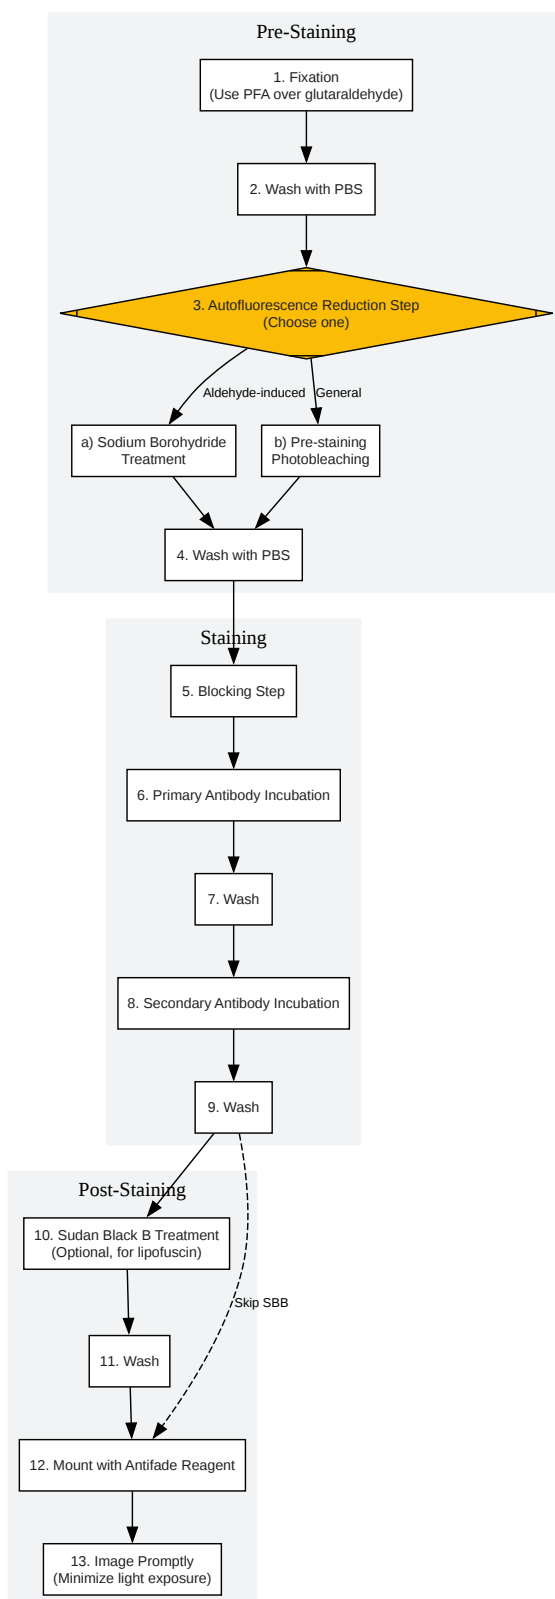 Pre-Staining
1. Fixation
(Use PFA over glutaraldehyde)
2. Wash with PBS
3. Autofluorescence Reduction Step
(Choose one)
Aldehyde-induced
General
a) Sodium Borohydride
Treatment
b) Pre-staining
Photobleaching
4. Wash with PBS
Staining
5. Blocking Step
6. Primary Antibody Incubation
7. Wash
8. Secondary Antibody Incubation
9. Wash
Post-Staining
10. Sudan Black B Treatment
(Optional, for lipofuscin)
Skip SBB
11. Wash
12. Mount with Antifade Reagent
13. Image Promptly
(Minimize light exposure)